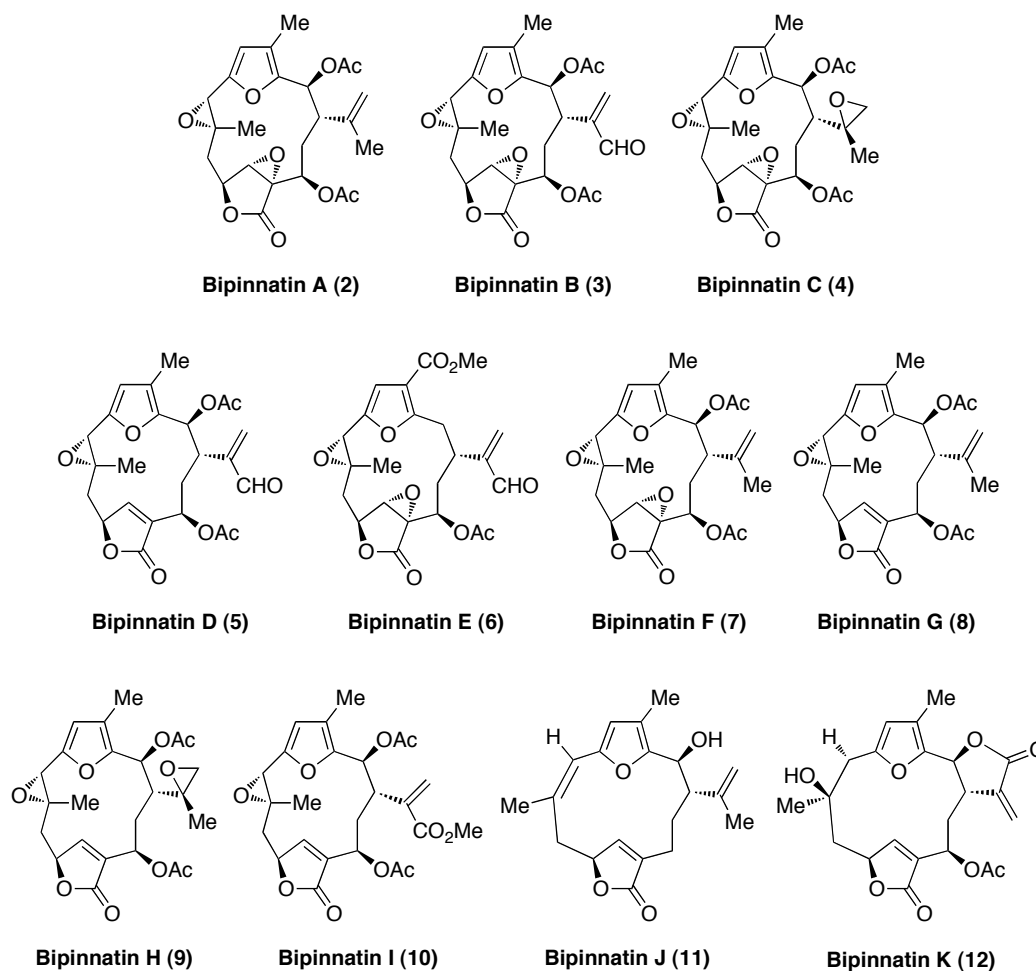 Me Me Me
OAc OAc OAc
O
O O O
O O O
Me Me Me
Me CHO Me
O O O
OAc OAc OAc
O O O
O O O
Bipinnatin A (2) Bipinnatin B (3) Bipinnatin C (4)
CO₂Me
Me Me Me
OAc OAc OAc
O O O O
O O O O
Me Me Me Me
CHO CHO Me Me
O O
OAc OAc OAc OAc
O O O O
O O O O
Bipinnatin D (5) Bipinnatin E (6) Bipinnatin F (7) Bipinnatin G (8)
Me Me Me Me
OAc OAc H OH H O
O O
O O O O
O O HO
Me Me Me Me
Me CO₂Me Me
OAc OAc OAc
O O O O
O O O O
Bipinnatin H (9) Bipinnatin I (10) Bipinnatin J (11) Bipinnatin K (12)